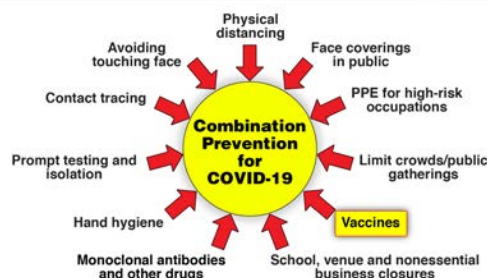 Physical
distancing
Face coverings
in public
PPE for high-risk
occupations
Limit crowds/public
gatherings
Vaccines
School, venue and nonessential
business closures
Monoclonal antibodies
and other drugs
Hand hygiene
Prompt testing and
isolation
Contact tracing
Avoiding
touching face
Combination
Prevention
for
COVID-19